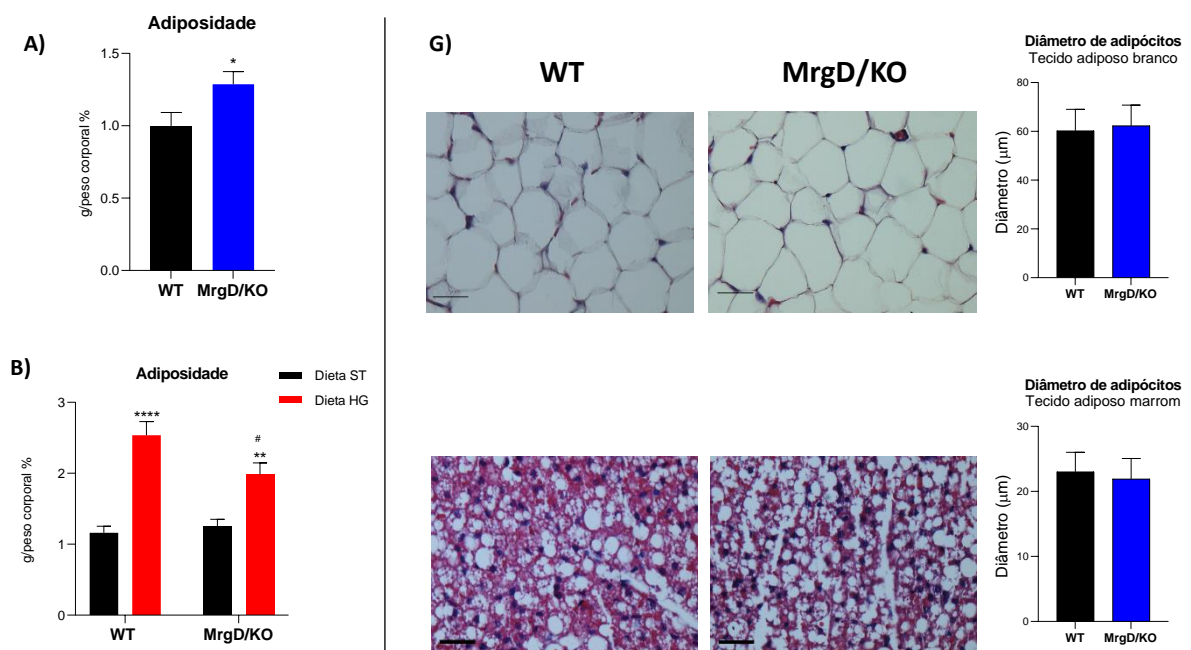 A)
Adiposidade
g/peso corporal %
1.5
1.0
0.5
0.0
*
WT
MrgD/KO
B)
Adiposidade
Dieta ST
Dieta HG
g/peso corporal %
3
2
1
0
****
#
**
WT
MrgD/KO
G)
WT
MrgD/KO
Diâmetro de adipócitos
Tecido adiposo branco
Diâmetro (μm)
80
60
40
20
0
WT
MrgD/KO
Diâmetro de adipócitos
Tecido adiposo marrom
Diâmetro (μm)
30
20
10
0
WT
MrgD/KO